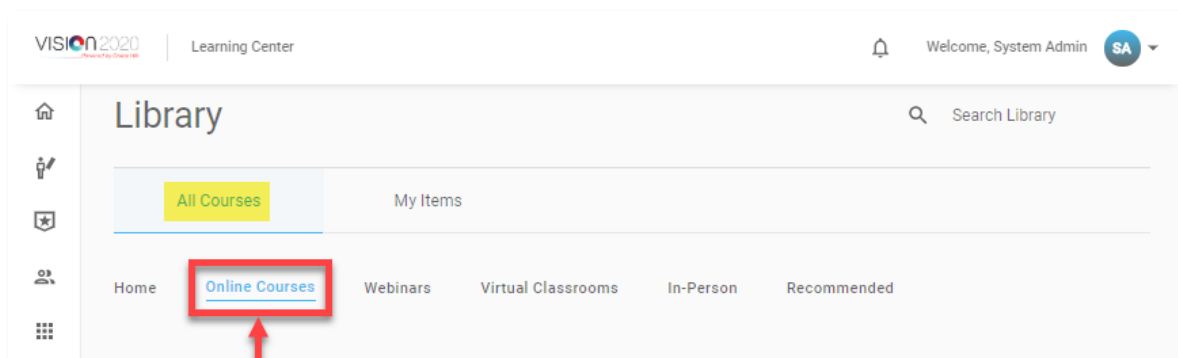 VISION 2020
Learning Center
Welcome, System Admin SA
Library
Search Library
All Courses My Items
Home Online Courses Webinars Virtual Classrooms In-Person Recommended